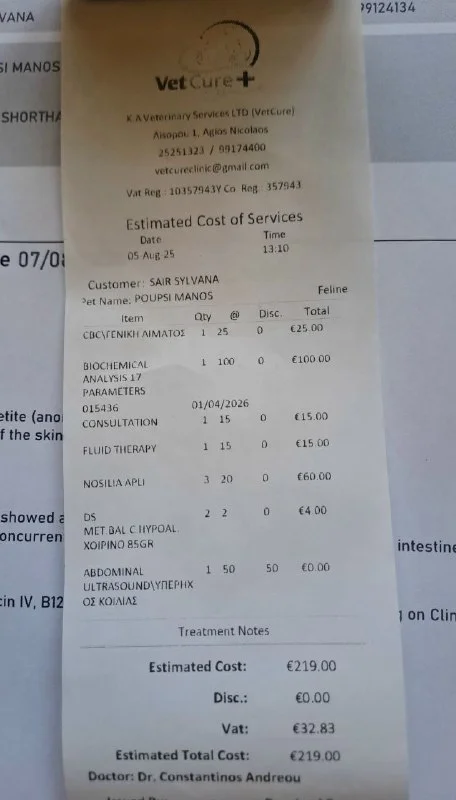 VANA
99124134
SI MANOS
SHORTHA
VetCure+
K.A Veterinary Services LTD (VetCure)
Aisopou 1, Agios Nicolaos
25251323 / 99174400
vetcureclinic@gmail.com
Vat Reg.: 10357943Y Co. Reg.: 357943
Estimated Cost of Services
Date Time
05 Aug 25 13:10
e 07/0
Customer: SAIR SYLVANA
Pet Name: POUPSI MANOS Feline
Item Qty @ Disc. Total
CBC\ΓΕΝΙΚΗ ΑΙΜΑΤΟΣ 1 25 0 €25.00
BIOCHEMICAL 1 100 0 €100.00
ANALYSIS 17
PARAMETERS
015436 01/04/2026
CONSULTATION 1 15 0 €15.00
FLUID THERAPY 1 15 0 €15.00
NOSILIA APLI 3 20 0 €60.00
DS 2 2 0 €4.00
MET.BAL C.HYPOAL.
XOIPINO 85GR
ABDOMINAL 1 50 50 €0.00
ULTRASOUND\ΥΠΕΡΗΧ
ΟΣ ΚΟΙΛΙΑΣ
etite (ano
f the skin
showed a
oncurren
intestine
cin IV, B12
on Clin
Treatment Notes
Estimated Cost: €219.00
Disc.: €0.00
Vat: €32.83
Estimated Total Cost: €219.00
Doctor: Dr. Constantinos Andreou